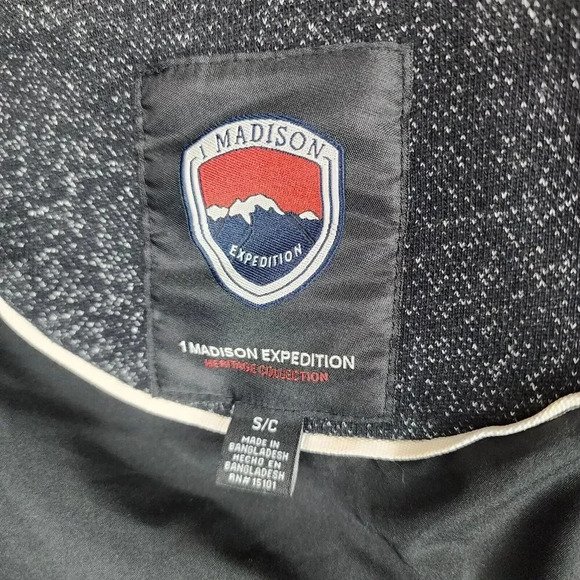 1 MADISON
EXPEDITION
1 MADISON EXPEDITION
HERITAGE COLLECTION
S/C
MADE IN
BANGLADESH
HECHO EN
BANGLADESH
RN# 15101